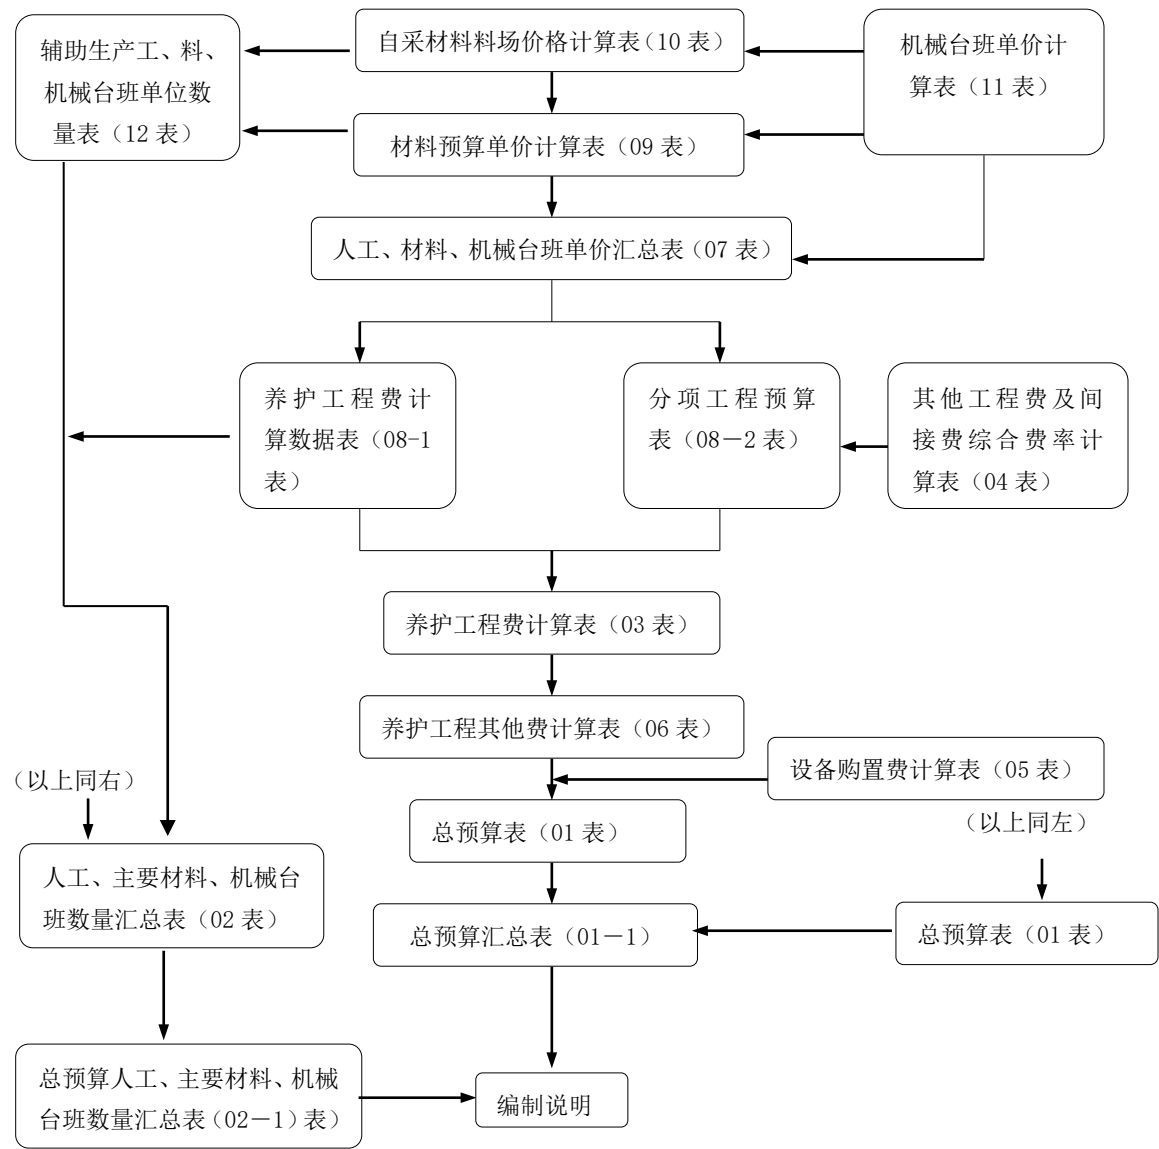 辅助生产工、料、
机械台班单位数
量表（12 表）
自采材料料场价格计算表（10 表）
机械台班单价计
算表（11 表）
材料预算单价计算表（09 表）
人工、材料、机械台班单价汇总表（07 表）
养护工程费计
算数据表（08-1
表）
分项工程预算
表（08－2 表）
其他工程费及间
接费综合费率计
算表（04 表）
养护工程费计算表（03 表）
养护工程其他费计算表（06 表）
设备购置费计算表（05 表）
（以上同右）
总预算表（01 表）
（以上同左）
人工、主要材料、机械台
班数量汇总表（02 表）
总预算汇总表（01－1）
总预算表（01 表）
总预算人工、主要材料、机械
台班数量汇总表（02－1）表）
编制说明